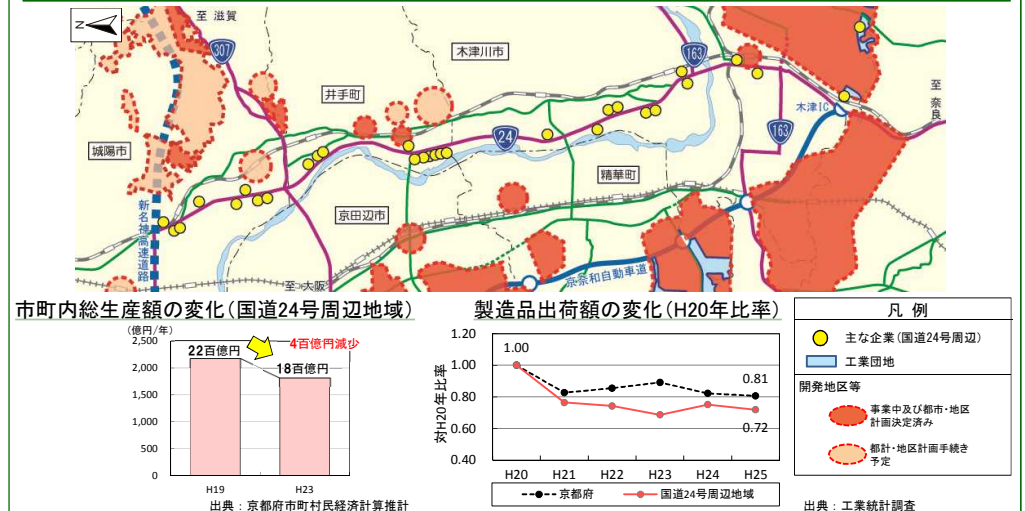 N
至 滋賀
307
木津川市
井手町
城陽市
24
163
163
木津IC
至 奈良
精華町
京田辺市
新名神高速道路
至 大阪
京奈和自動車道
市町内総生産額の変化(国道24号周辺地域)
(億円/年)
2,500
2,000
1,500
1,000
500
0
22百億円
4百億円減少
18百億円
H19
H23
出典：京都府市町村民経済計算推計
製造品出荷額の変化(H20年比率)
対H20年比率
1.20
1.00
0.80
0.60
0.40
1.00
0.81
0.72
H20 H21 H22 H23 H24 H25
京都府
国道24号周辺地域
凡 例
主な企業(国道24号周辺)
工業団地
開発地区等
事業中及び都市・地区
計画決定済み
都計・地区計画手続き
予定
出典：工業統計調査